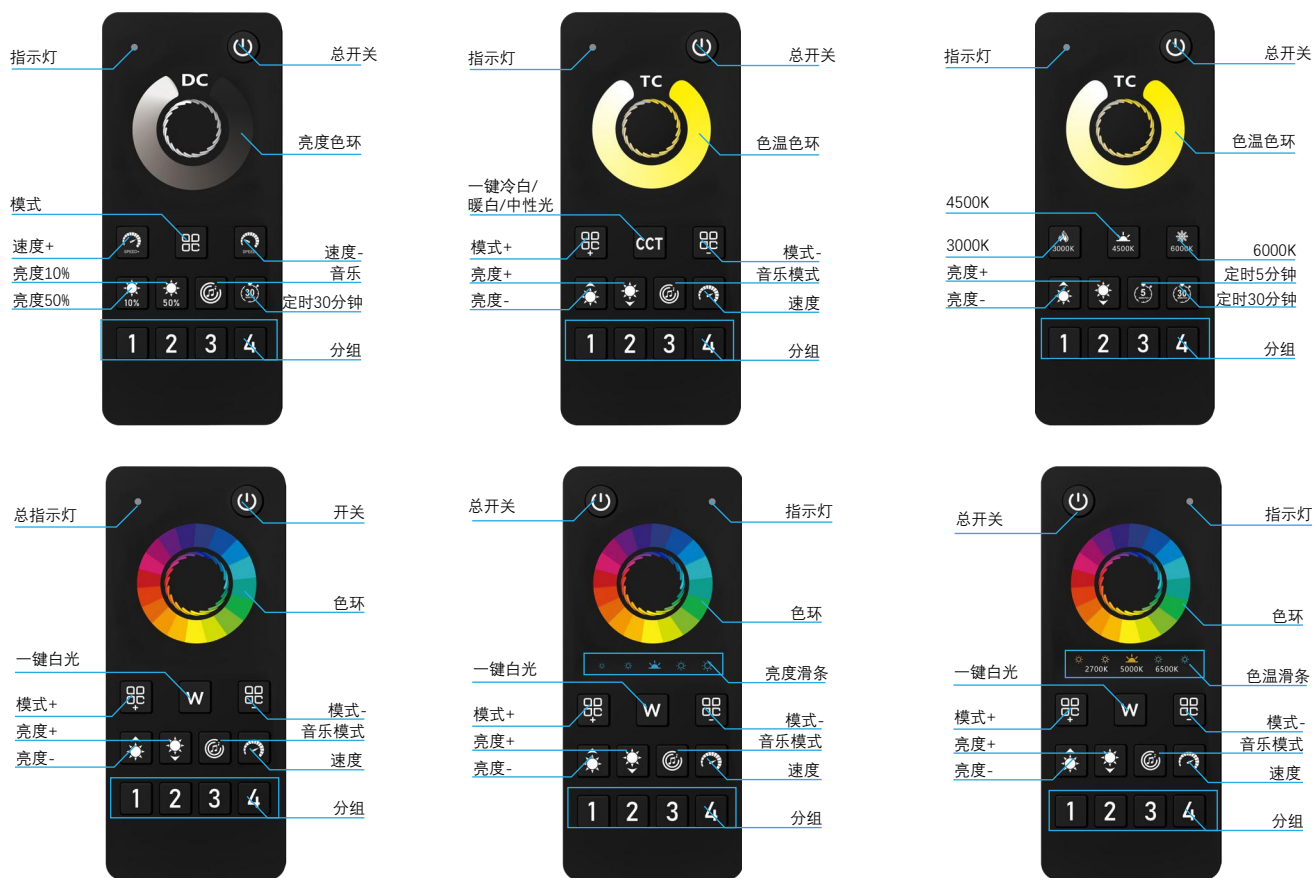 指示灯
总开关
DC
亮度色环
模式
速度+
SPEED+
SPEED-
速度-
亮度10%
音乐
亮度50%
定时30分钟
10%
50%
30
1 2 3 4
分组
指示灯
总开关
TC
色温色环
一键冷白/
暖白/中性光
模式+
CCT
模式-
亮度+
音乐模式
亮度-
速度
1 2 3 4
分组
指示灯
总开关
TC
色温色环
4500K
3000K
3000K
4500K
6000K
6000K
亮度+
定时5分钟
亮度-
5
30
定时30分钟
1 2 3 4
分组
总指示灯
开关
色环
一键白光
模式+
W
模式-
亮度+
音乐模式
亮度-
速度
1 2 3 4
分组
总开关
指示灯
色环
亮度滑条
一键白光
模式+
W
模式-
亮度+
音乐模式
亮度-
速度
1 2 3 4
分组
总开关
指示灯
色环
2700K 5000K 6500K
色温滑条
一键白光
模式+
W
模式-
亮度+
音乐模式
亮度-
速度
1 2 3 4
分组